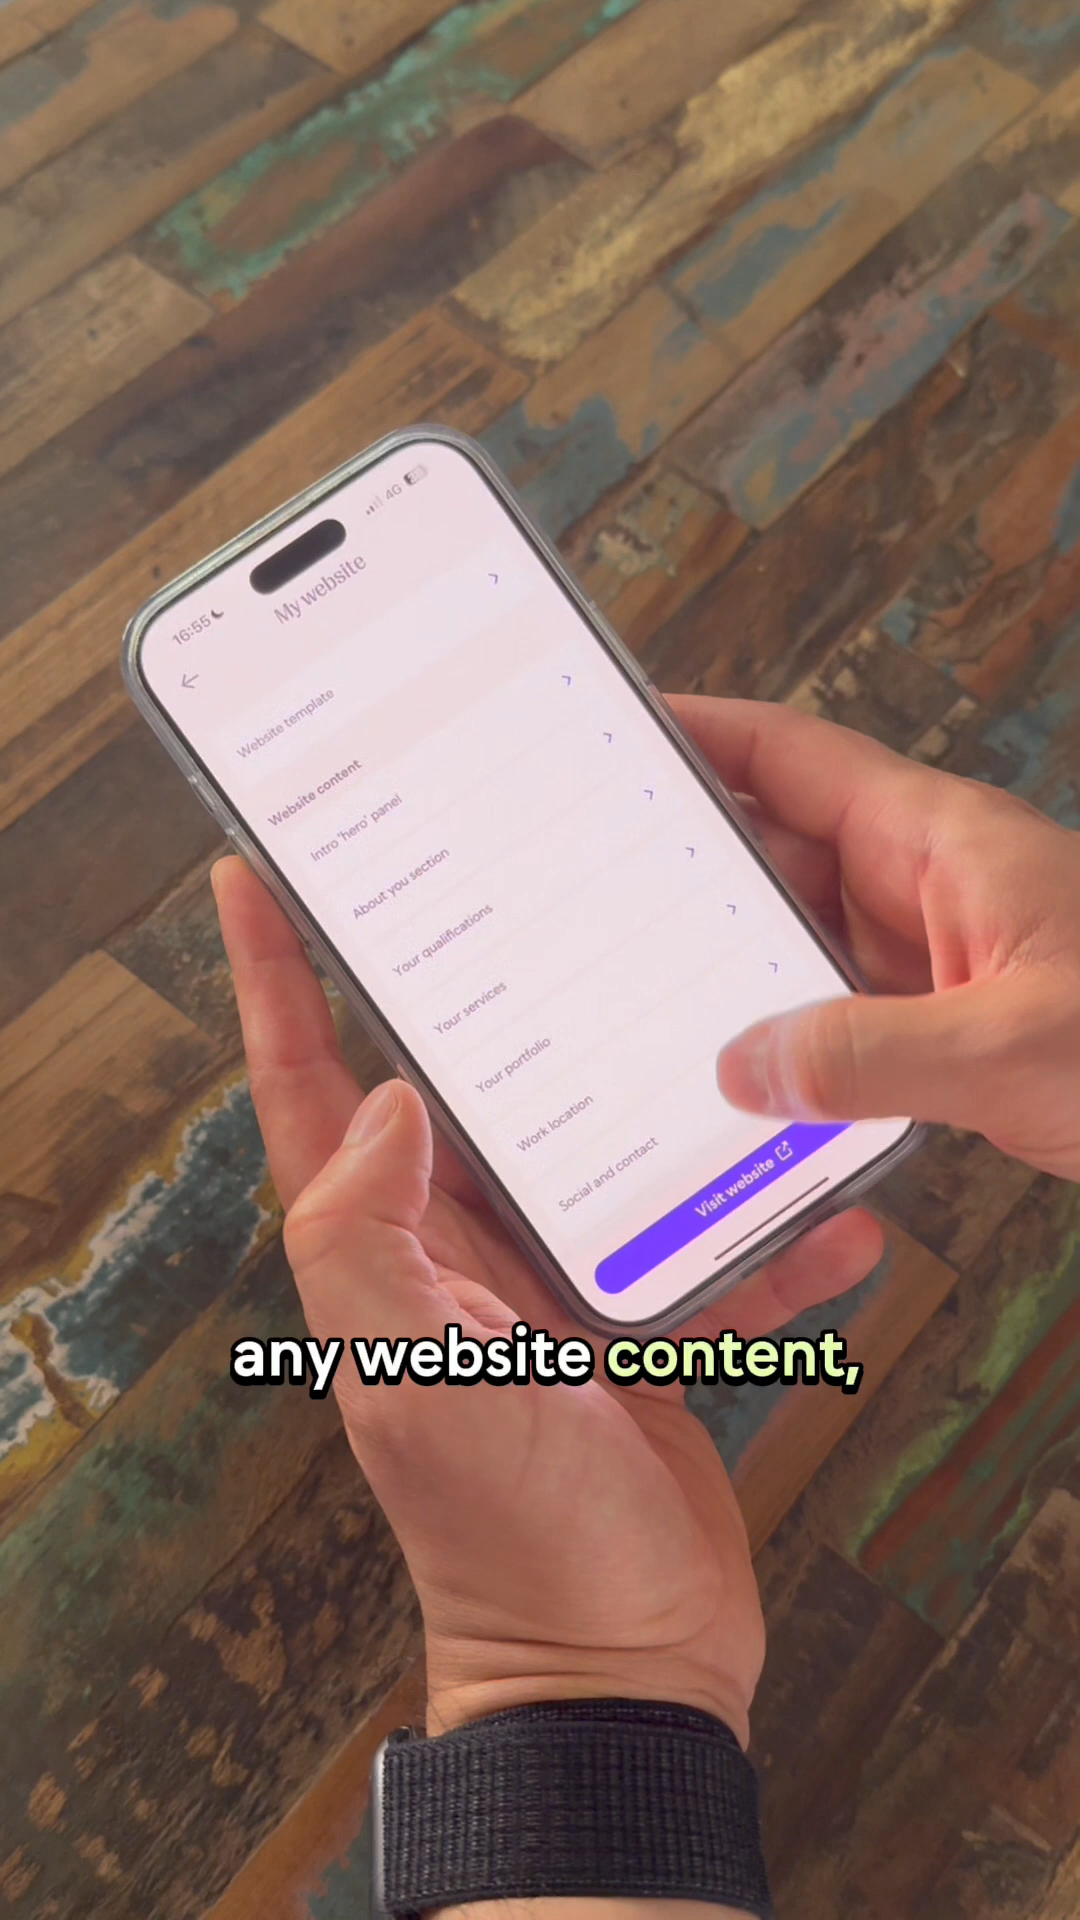 16:55
4G
My website
Website template
Website content
Intro 'hero' panel
About you section
Your qualifications
Your services
Your portfolio
Work location
Social and contact
Visit website
any website content,